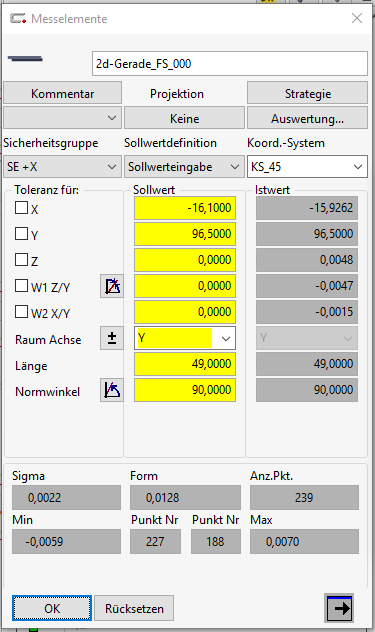 Messelemente
2d-Gerade_FS_000
Kommentar Projektion Strategie
Keine Auswertung...
Sicherheitsgruppe Sollwertdefinition Koord.-System
SE +X Sollwerteingabe KS_45
Toleranz für: Sollwert Istwert
X -16,1000 -15,9262
Y 96,5000 96,5000
Z 0,0000 0,0048
W1 Z/Y 0,0000 -0,0047
W2 X/Y 0,0000 -0,0015
Raum Achse ± Y Y
Länge 49,0000 49,0000
Normwinkel 90,0000 90,0000
Sigma Form Anz.Pkt.
0,0022 0,0128 239
Min Punkt Nr Punkt Nr Max
-0,0059 227 188 0,0070
OK Rücksetzen